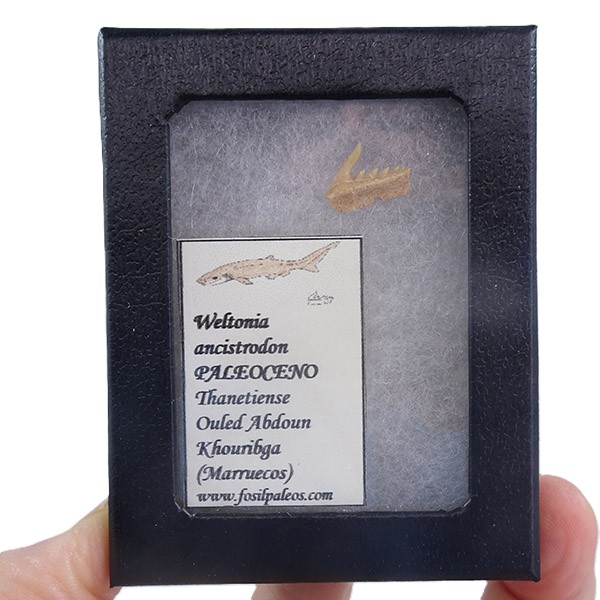 Weltonia
ancistrodon
PALEOCENO
Thanetiense
Ouled Abdoun
Khouribga
(Marruecos)
www.fosilpaleos.com